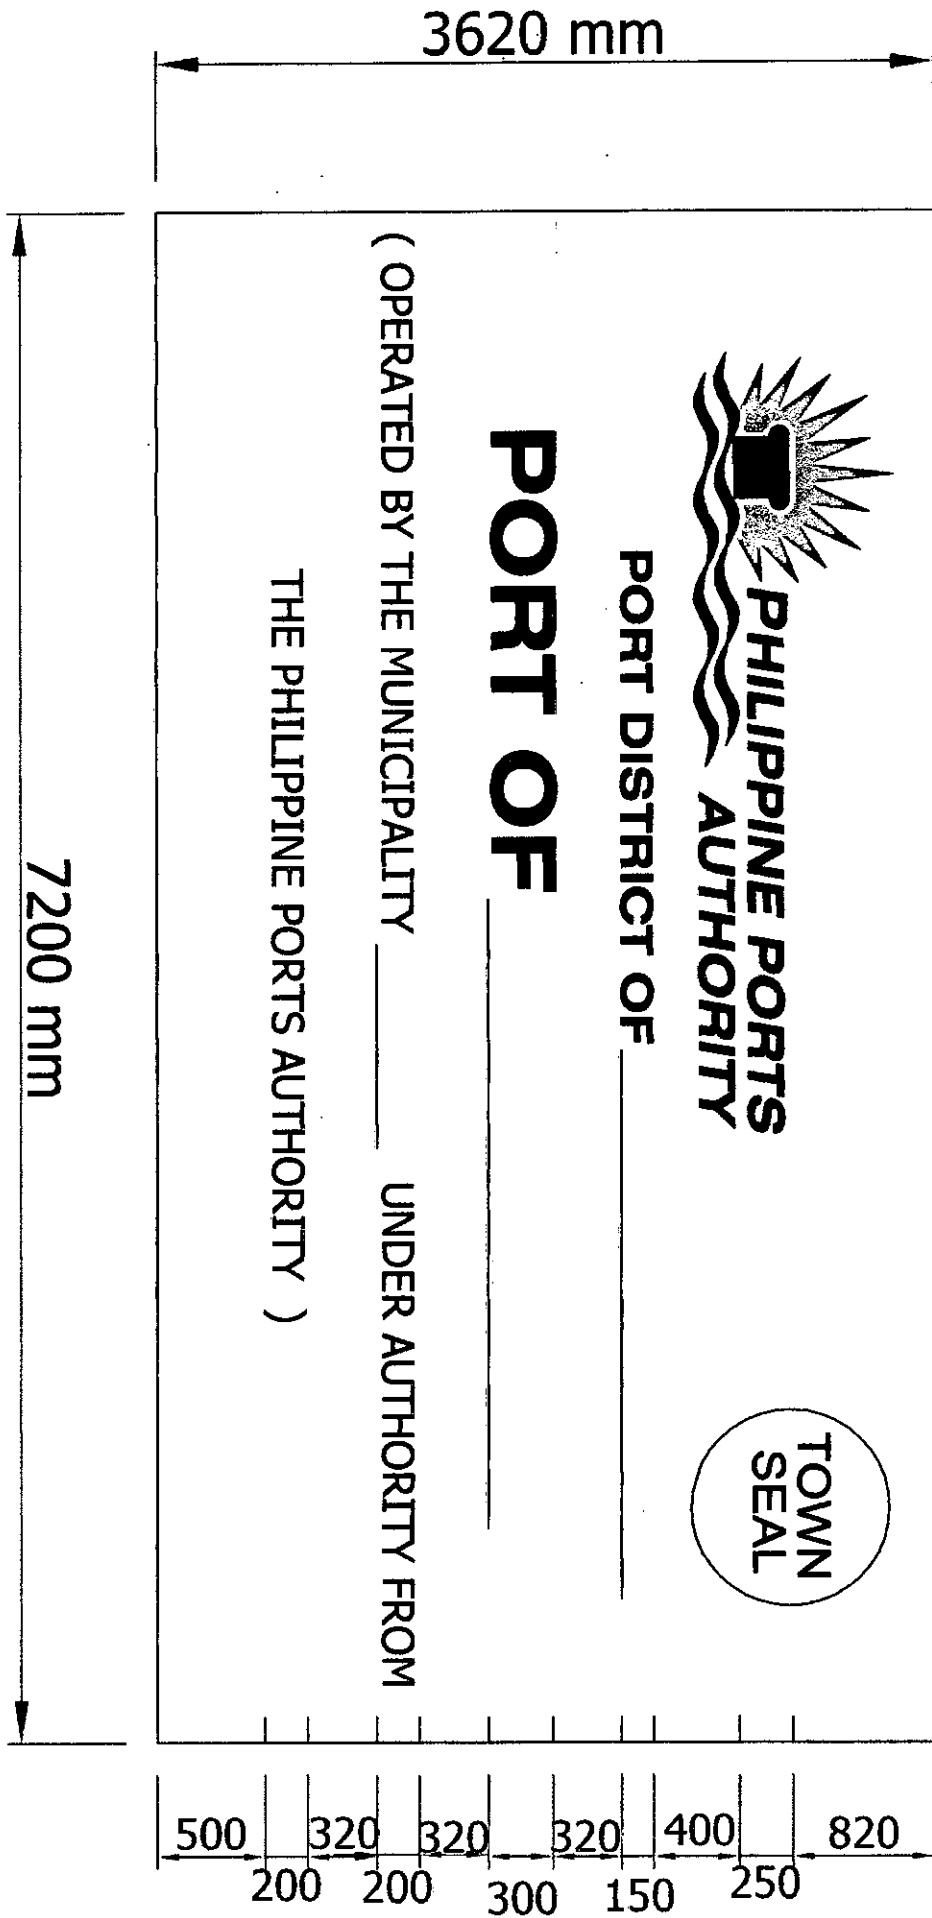 PHILIPPINE PORTS
AUTHORITY
TOWN
SEAL
PORT DISTRICT OF
PORT OF
( OPERATED BY THE MUNICIPALITY UNDER AUTHORITY FROM
THE PHILIPPINE PORTS AUTHORITY )
3620 mm
7200 mm
820
250
400
150
320
300
320
200
320
200
500